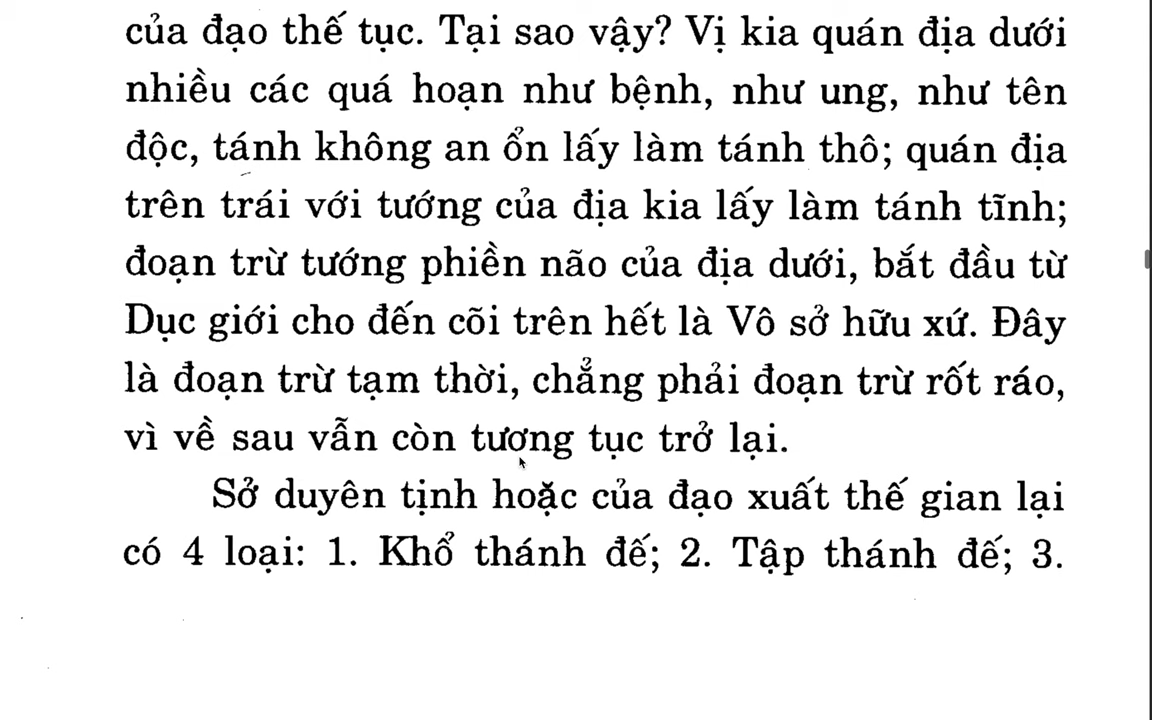 của đạo thế tục. Tại sao vậy? Vị kia quán địa dưới
nhiều các quá hoạn như bệnh, như ung, như tên
độc, tánh không an ổn lấy làm tánh thô; quán địa
trên trái với tướng của địa kia lấy làm tánh tĩnh;
đoạn trừ tướng phiền não của địa dưới, bắt đầu từ
Dục giới cho đến cõi trên hết là Vô sở hữu xứ. Đây
là đoạn trừ tạm thời, chẳng phải đoạn trừ rốt ráo,
vì về sau vẫn còn tương tục trở lại.
Sở duyên tịnh hoặc của đạo xuất thế gian lại
có 4 loại: 1. Khổ thánh đế; 2. Tập thánh đế; 3.